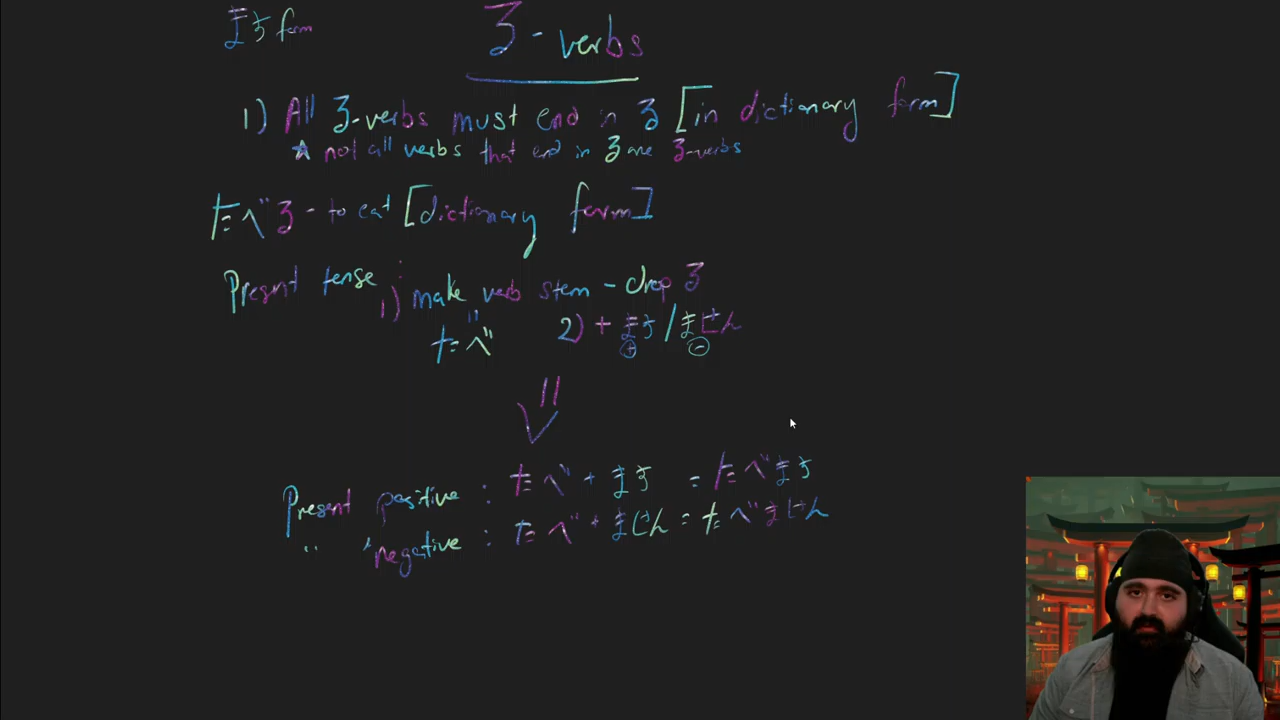 ます form
る - verbs
1) All る-verbs must end in る [in dictionary form]
★ not all verbs that end in る are る-verbs
たべる - to eat [dictionary form]
Present tense : 1) make verb stem - drop る
たべ 2) + ます / ません
+ -
Present positive : たべ + ます = たべます
" " negative : たべ + ません = たべません